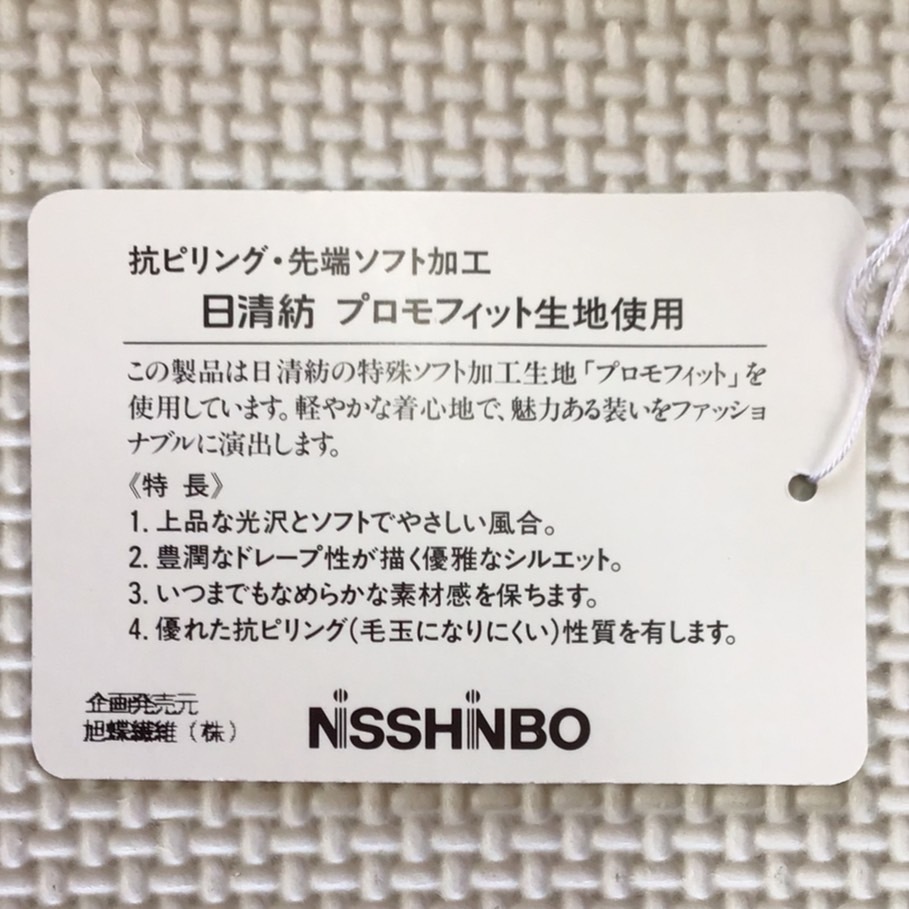 抗ピリング・先端ソフト加工
日清紡 プロモフィット生地使用
この製品は日清紡の特殊ソフト加工生地「プロモフィット」を
使用しています。軽やかな着心地で、魅力ある装いをファッショ
ナブルに演出します。
《特 長》
1. 上品な光沢とソフトでやさしい風合。
2. 豊潤なドレープ性が描く優雅なシルエット。
3. いつまでもなめらかな素材感を保ちます。
4. 優れた抗ピリング(毛玉になりにくい)性質を有します。
企画発売元
旭蝶繊維(株)
NISSHINBO